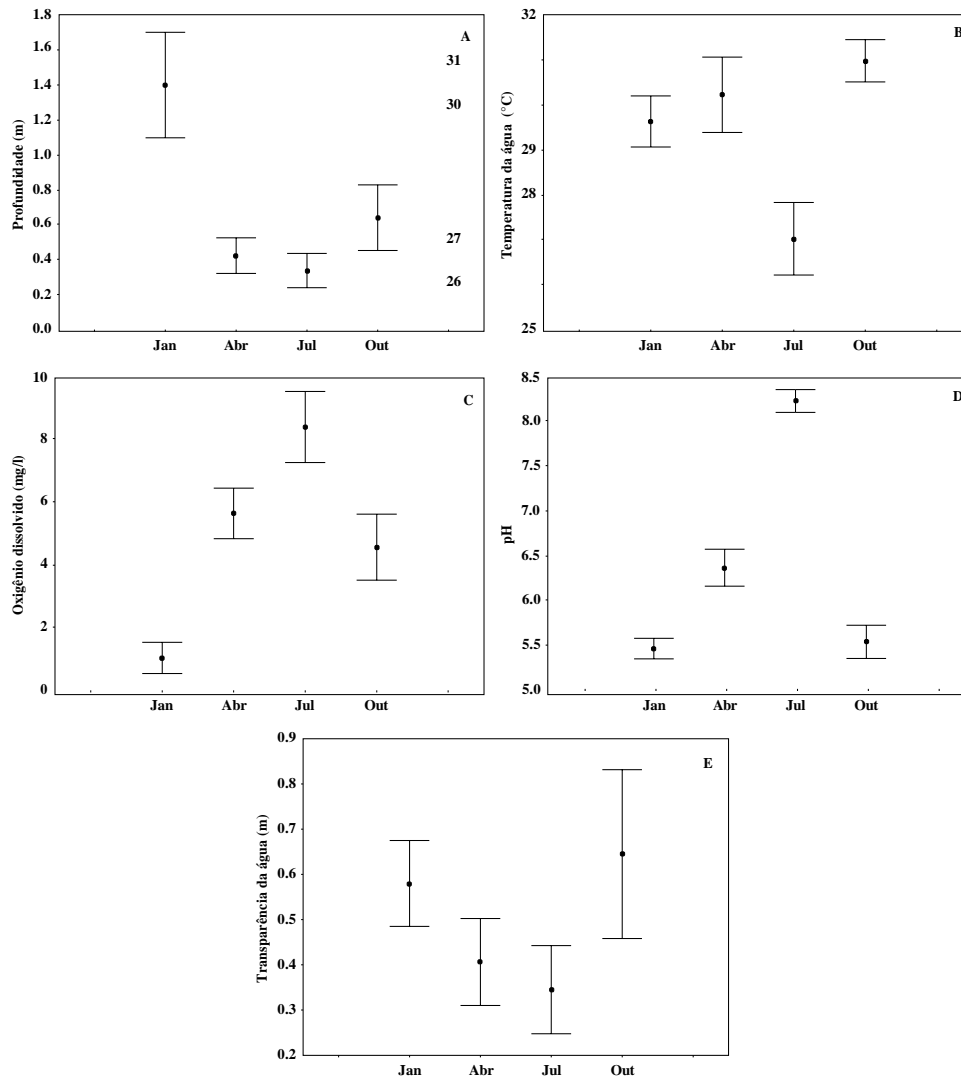 1.8
1.6
1.4
1.2
1.0
0.8
0.6
0.4
0.2
0.0
Profundidade (m)
A
Jan Abr Jul Out
32
31
30
29
28
27
26
25
Temperatura da água (°C)
B
Jan Abr Jul Out
10
8
6
4
2
0
Oxigênio dissolvido (mg/l)
C
Jan Abr Jul Out
8.5
8.0
7.5
7.0
6.5
6.0
5.5
5.0
pH
D
Jan Abr Jul Out
0.9
0.8
0.7
0.6
0.5
0.4
0.3
0.2
Transparência da água (m)
E
Jan Abr Jul Out